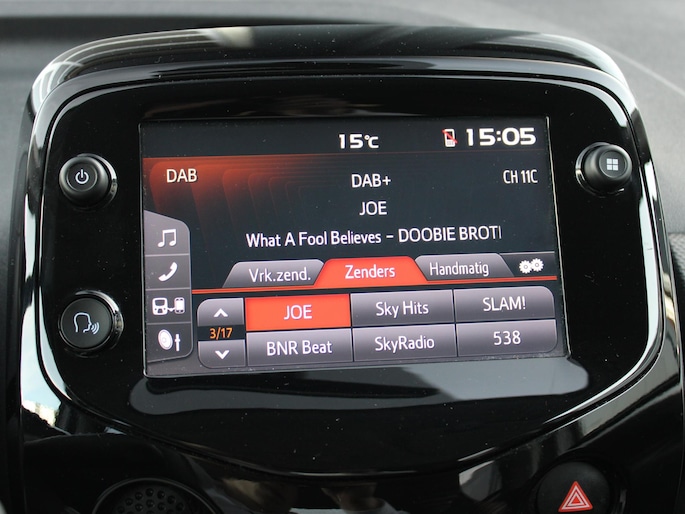 15°C 15:05
DAB DAB+ CH 11C
JOE
What A Fool Believes - DOOBIE BROT
Vrk.zend. Zenders Handmatig
JOE Sky Hits SLAM!
3/17
BNR Beat SkyRadio 538